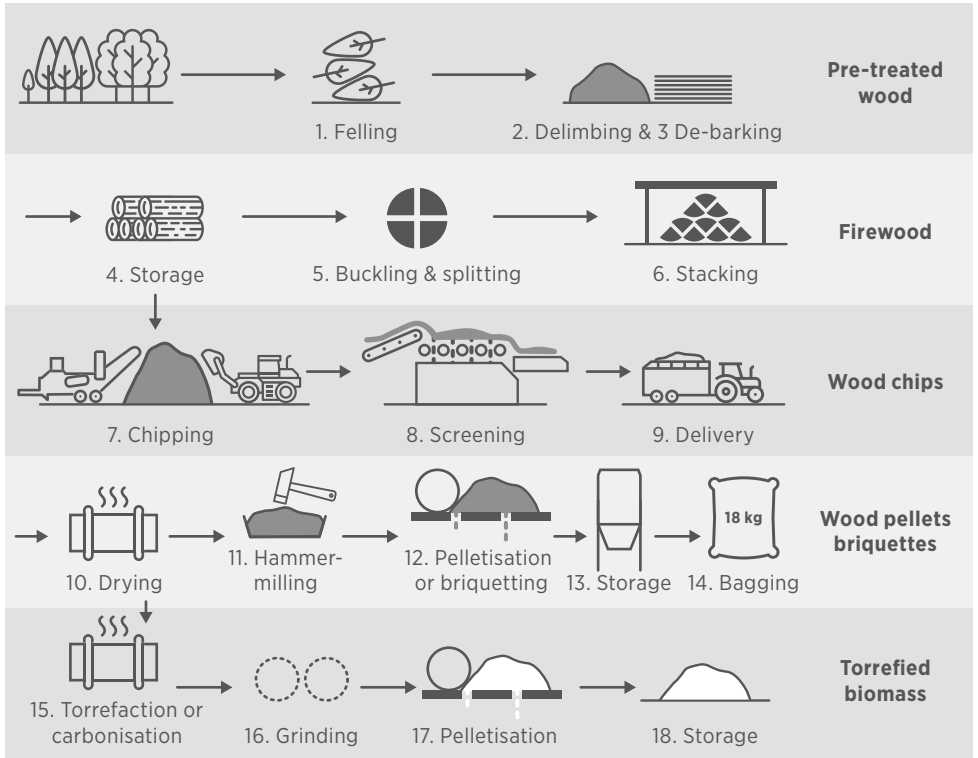 Pre-treated
wood
1. Felling
2. Delimbing & 3 De-barking
Firewood
4. Storage
5. Buckling & splitting
6. Stacking
Wood chips
7. Chipping
8. Screening
9. Delivery
18 kg
Wood pellets
briquettes
10. Drying
11. Hammer-
milling
12. Pelletisation
or briquetting
13. Storage
14. Bagging
Torrefied
biomass
15. Torrefaction or
carbonisation
16. Grinding
17. Pelletisation
18. Storage